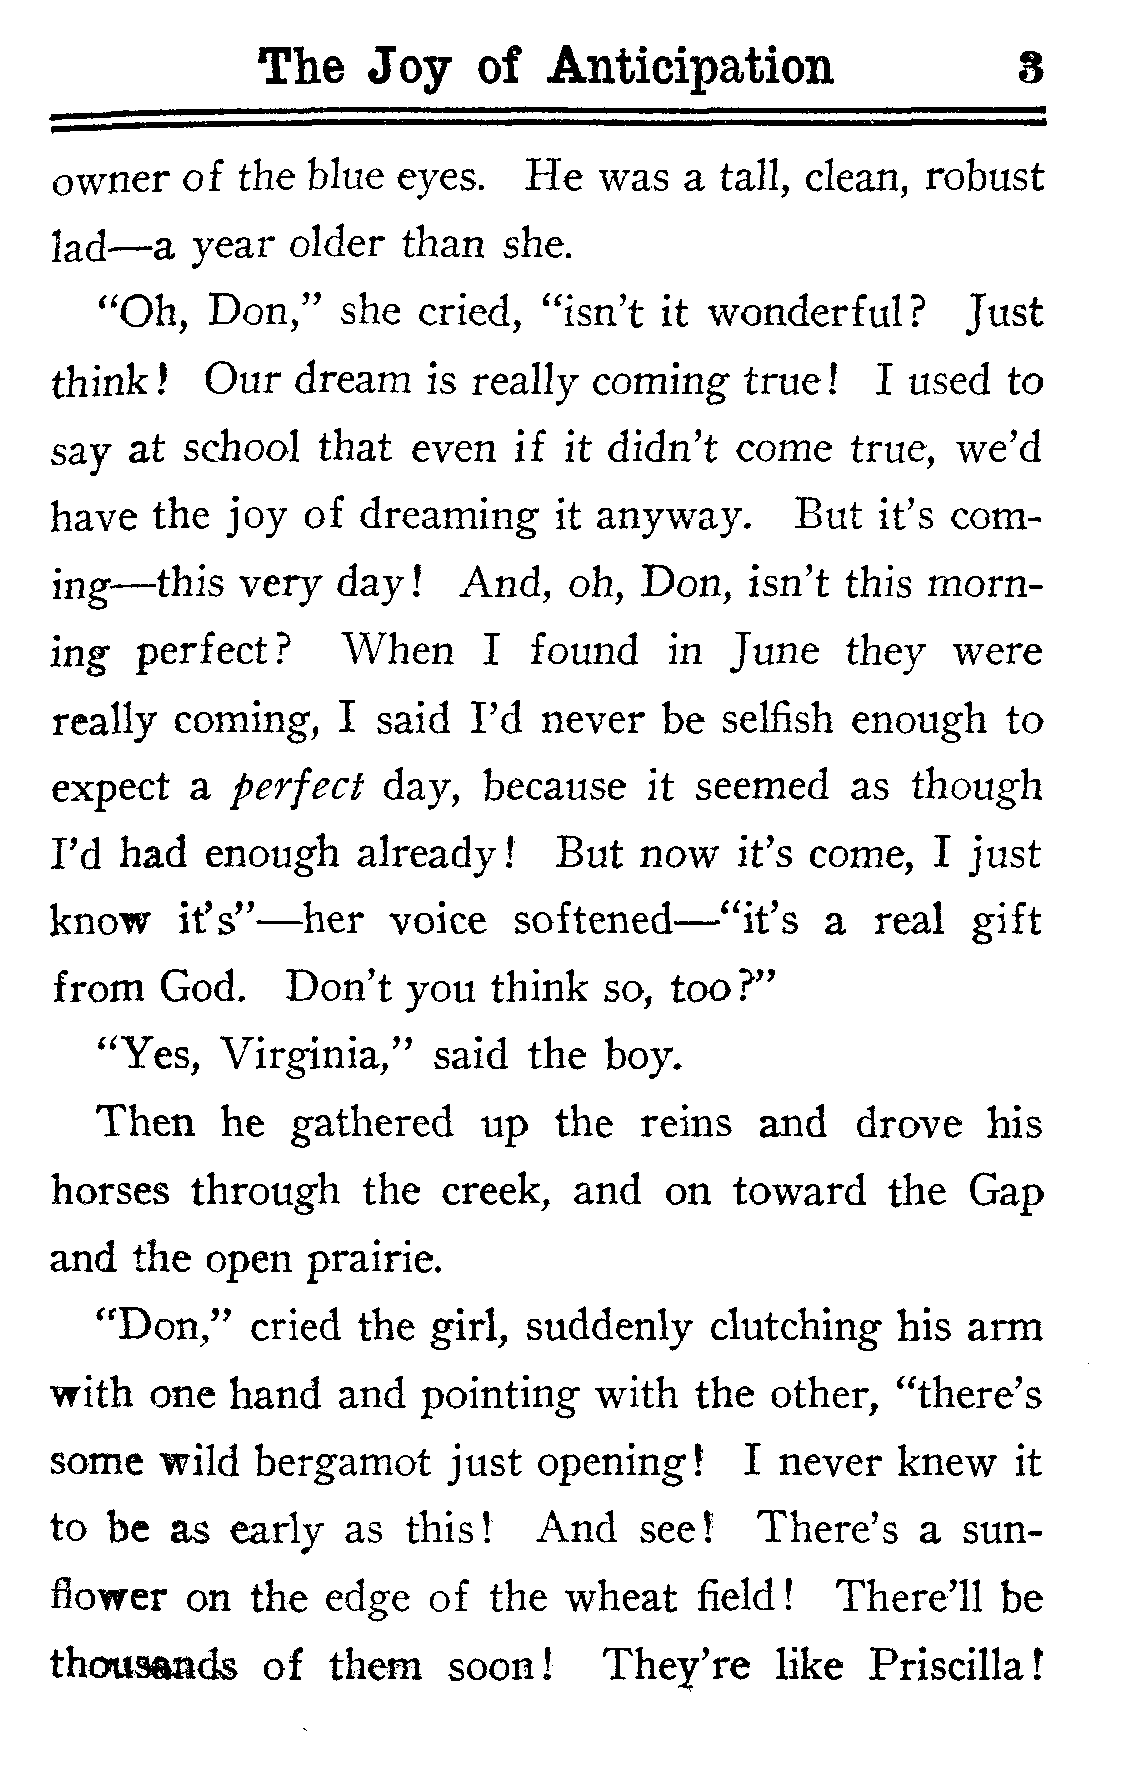 The Joy of Anticipation 3
owner of the blue eyes. He was a tall, clean, robust
lad—a year older than she.
“Oh, Don,” she cried, “isn’t it wonderful? Just
think! Our dream is really coming true! I used to
say at school that even if it didn’t come true, we’d
have the joy of dreaming it anyway. But it’s com-
ing—this very day! And, oh, Don, isn’t this morn-
ing perfect? When I found in June they were
really coming, I said I’d never be selfish enough to
expect a perfect day, because it seemed as though
I’d had enough already! But now it’s come, I just
know it’s”—her voice softened—“it’s a real gift
from God. Don’t you think so, too?”
“Yes, Virginia,” said the boy.
Then he gathered up the reins and drove his
horses through the creek, and on toward the Gap
and the open prairie.
“Don,” cried the girl, suddenly clutching his arm
with one hand and pointing with the other, “there’s
some wild bergamot just opening! I never knew it
to be as early as this! And see! There’s a sun-
flower on the edge of the wheat field! There’ll be
thousands of them soon! They’re like Priscilla!